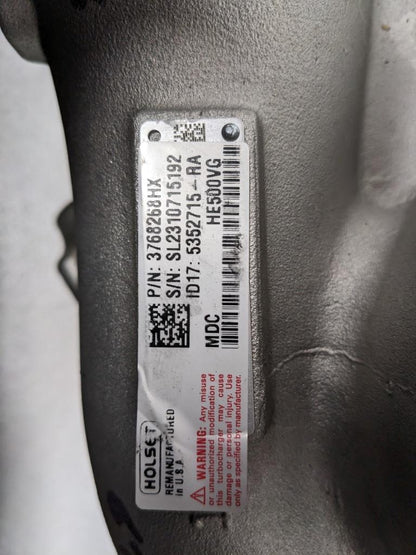 P/N: 3768268HX
S/N: SL2310715192
ID17: 5352715-RA
HE500VG
MDC
HOLSET
REMANUFACTURED
in U.S.A.
WARNING: Any misuse
or unauthorized modification of
this turbocharger may cause
damage or personal injury. Use
only as specified by manufacturer.